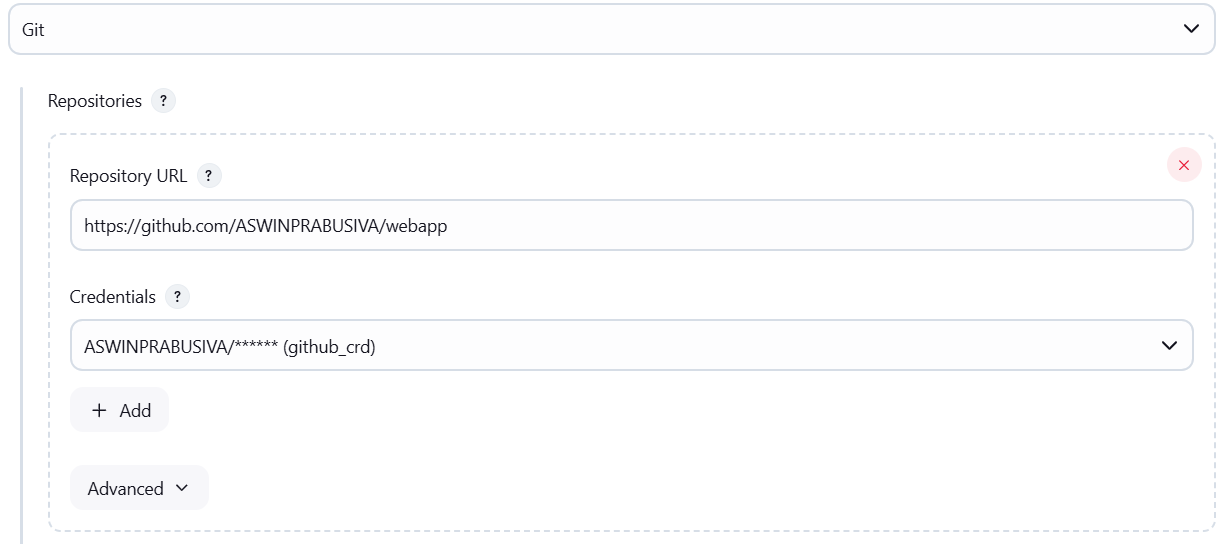 Git
Repositories ?
Repository URL ?
https://github.com/ASWINPRABUSIVA/webapp
Credentials ?
ASWINPRABUSIVA/****** (github_crd)
+ Add
Advanced